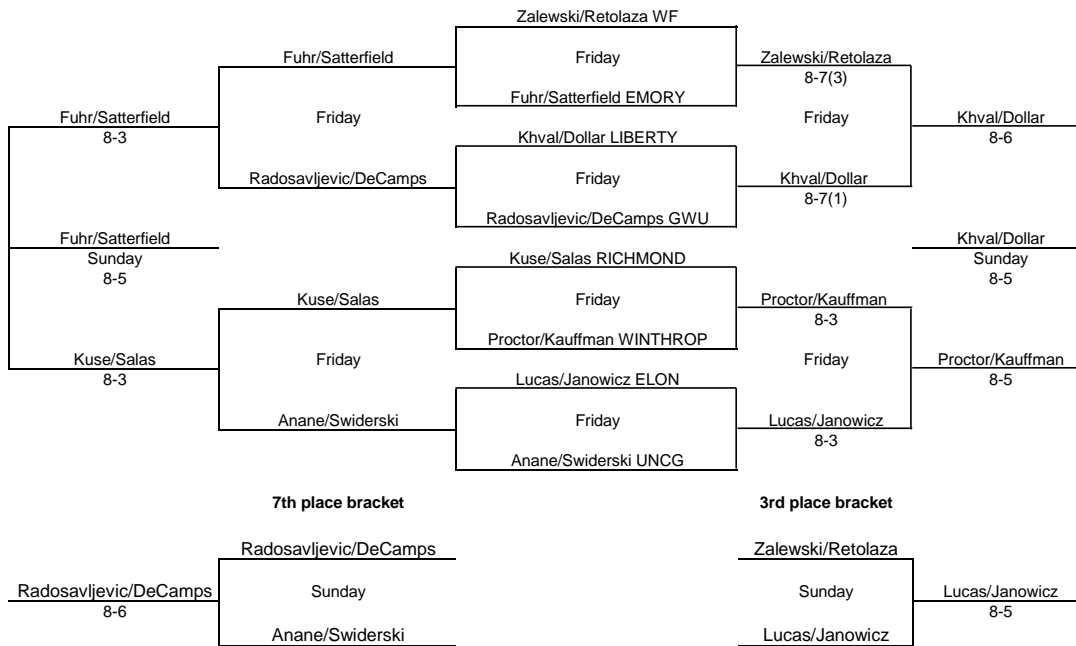 Zalewski/Retolaza WF
Fuhr/Satterfield Friday Zalewski/Retolaza
8-7(3)
Fuhr/Satterfield Friday Fuhr/Satterfield EMORY Friday Khval/Dollar
8-3 8-6
Khval/Dollar LIBERTY
Radosavljevic/DeCamps Friday Khval/Dollar
8-7(1)
Radosavljevic/DeCamps GWU
Fuhr/Satterfield Khval/Dollar
Sunday Kuse/Salas RICHMOND Sunday
8-5 8-5
Kuse/Salas Friday Proctor/Kauffman
8-3
Proctor/Kauffman WINTHROP
Kuse/Salas Friday Friday Proctor/Kauffman
8-3 Lucas/Janowicz ELON 8-5
Anane/Swiderski Friday Lucas/Janowicz
8-3
Anane/Swiderski UNCG
7th place bracket 3rd place bracket
Radosavljevic/DeCamps Zalewski/Retolaza
Radosavljevic/DeCamps Sunday Sunday Lucas/Janowicz
8-6 8-5
Anane/Swiderski Lucas/Janowicz